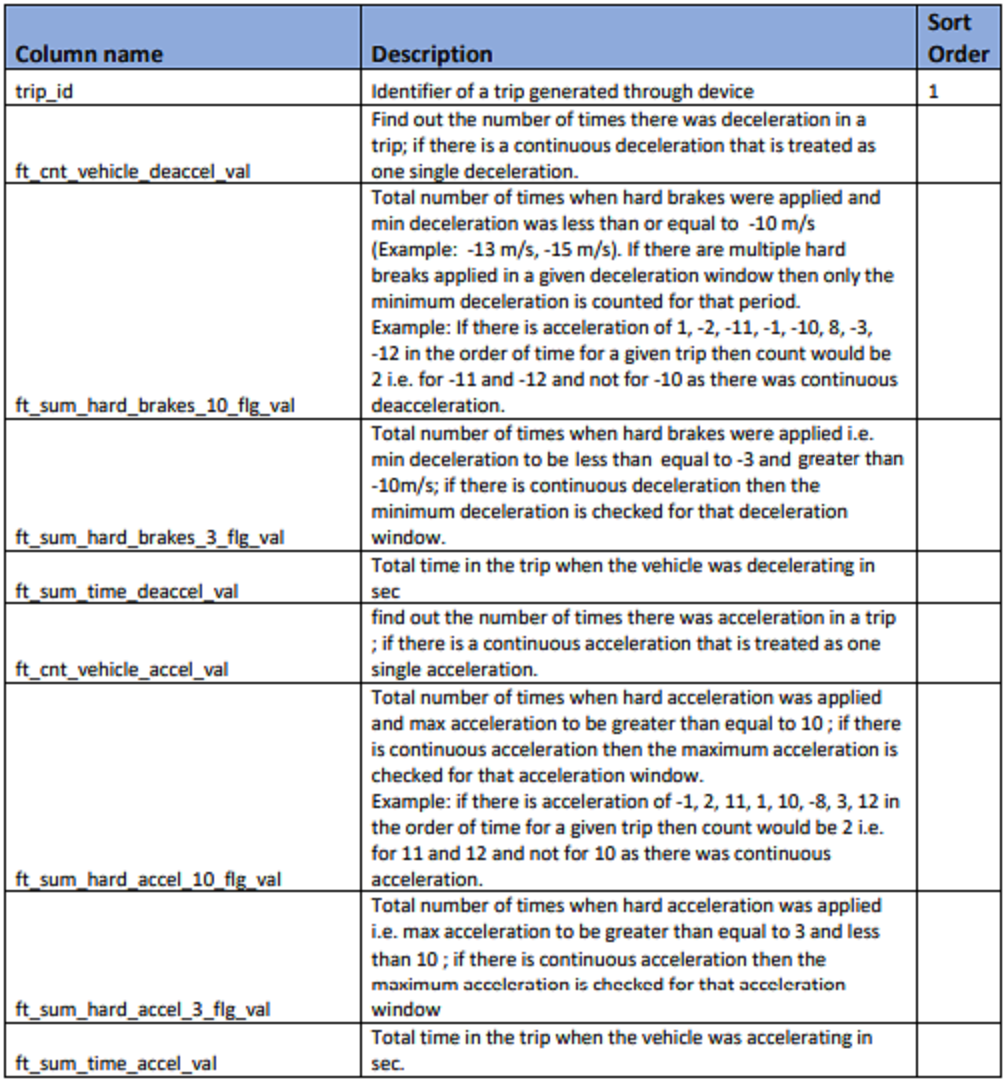 Column name Description Sort Order
trip_id Identifier of a trip generated through device 1
Find out the number of times there was deceleration in a
trip; if there is a continuous deceleration that is treated as
ft_cnt_vehicle_deaccel_val one single deceleration.
Total number of times when hard brakes were applied and
min deceleration was less than or equal to -10 m/s
(Example: -13 m/s, -15 m/s). If there are multiple hard
breaks applied in a given deceleration window then only the
minimum deceleration is counted for that period.
Example: If there is acceleration of 1, -2, -11, -1, -10, 8, -3,
-12 in the order of time for a given trip then count would be
2 i.e. for -11 and -12 and not for -10 as there was continuous
ft_sum_hard_brakes_10_flg_val deacceleration.
Total number of times when hard brakes were applied i.e.
min deceleration to be less than equal to -3 and greater than
-10m/s; if there is continuous deceleration then the
minimum deceleration is checked for that deceleration
ft_sum_hard_brakes_3_flg_val window.
Total time in the trip when the vehicle was decelerating in
ft_sum_time_deaccel_val sec
find out the number of times there was acceleration in a trip
; if there is a continuous acceleration that is treated as one
ft_cnt_vehicle_accel_val single acceleration.
Total number of times when hard acceleration was applied
and max acceleration to be greater than equal to 10 ; if there
is continuous acceleration then the maximum acceleration is
checked for that acceleration window.
Example: if there is acceleration of -1, 2, 11, 1, 10, -8, 3, 12 in
the order of time for a given trip then count would be 2 i.e.
for 11 and 12 and not for 10 as there was continuous
ft_sum_hard_accel_10_flg_val acceleration.
Total number of times when hard acceleration was applied
i.e. max acceleration to be greater than equal to 3 and less
than 10 ; if there is continuous acceleration then the
maximum acceleration is checked for that acceleration
ft_sum_hard_accel_3_flg_val window
Total time in the trip when the vehicle was accelerating in
ft_sum_time_accel_val sec.